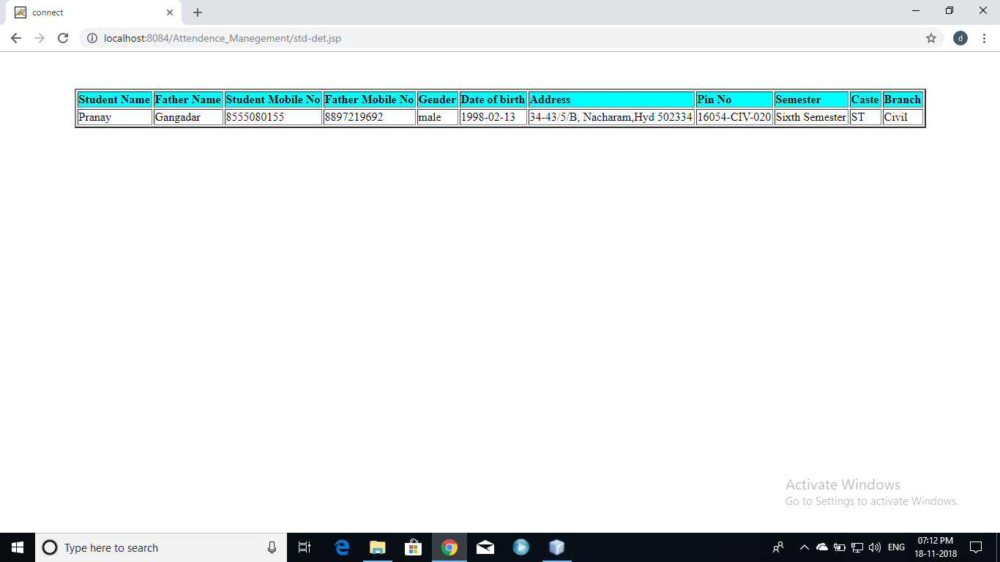 connect
localhost:8084/Attendence_Manegement/std-det.jsp
d
Student Name Father Name Student Mobile No Father Mobile No Gender Date of birth Address Pin No Semester Caste Branch
Pranay Gangadar 8555080155 8897219692 male 1998-02-13 34-43/5/B, Nacharam,Hyd 502334 16054-CIV-020 Sixth Semester ST Civil
Activate Windows
Go to Settings to activate Windows.
Type here to search
ENG
07:12 PM
18-11-2018